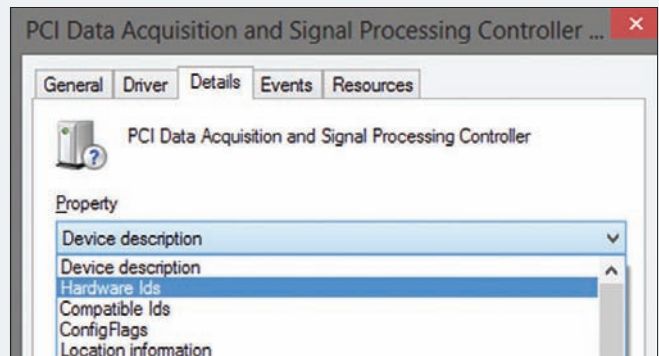 PCI Data Acquisition and Signal Processing Controller ...
General Driver Details Events Resources
PCI Data Acquisition and Signal Processing Controller
Property
Device description
Device description
Hardware Ids
Compatible Ids
ConfigFlags
Location information